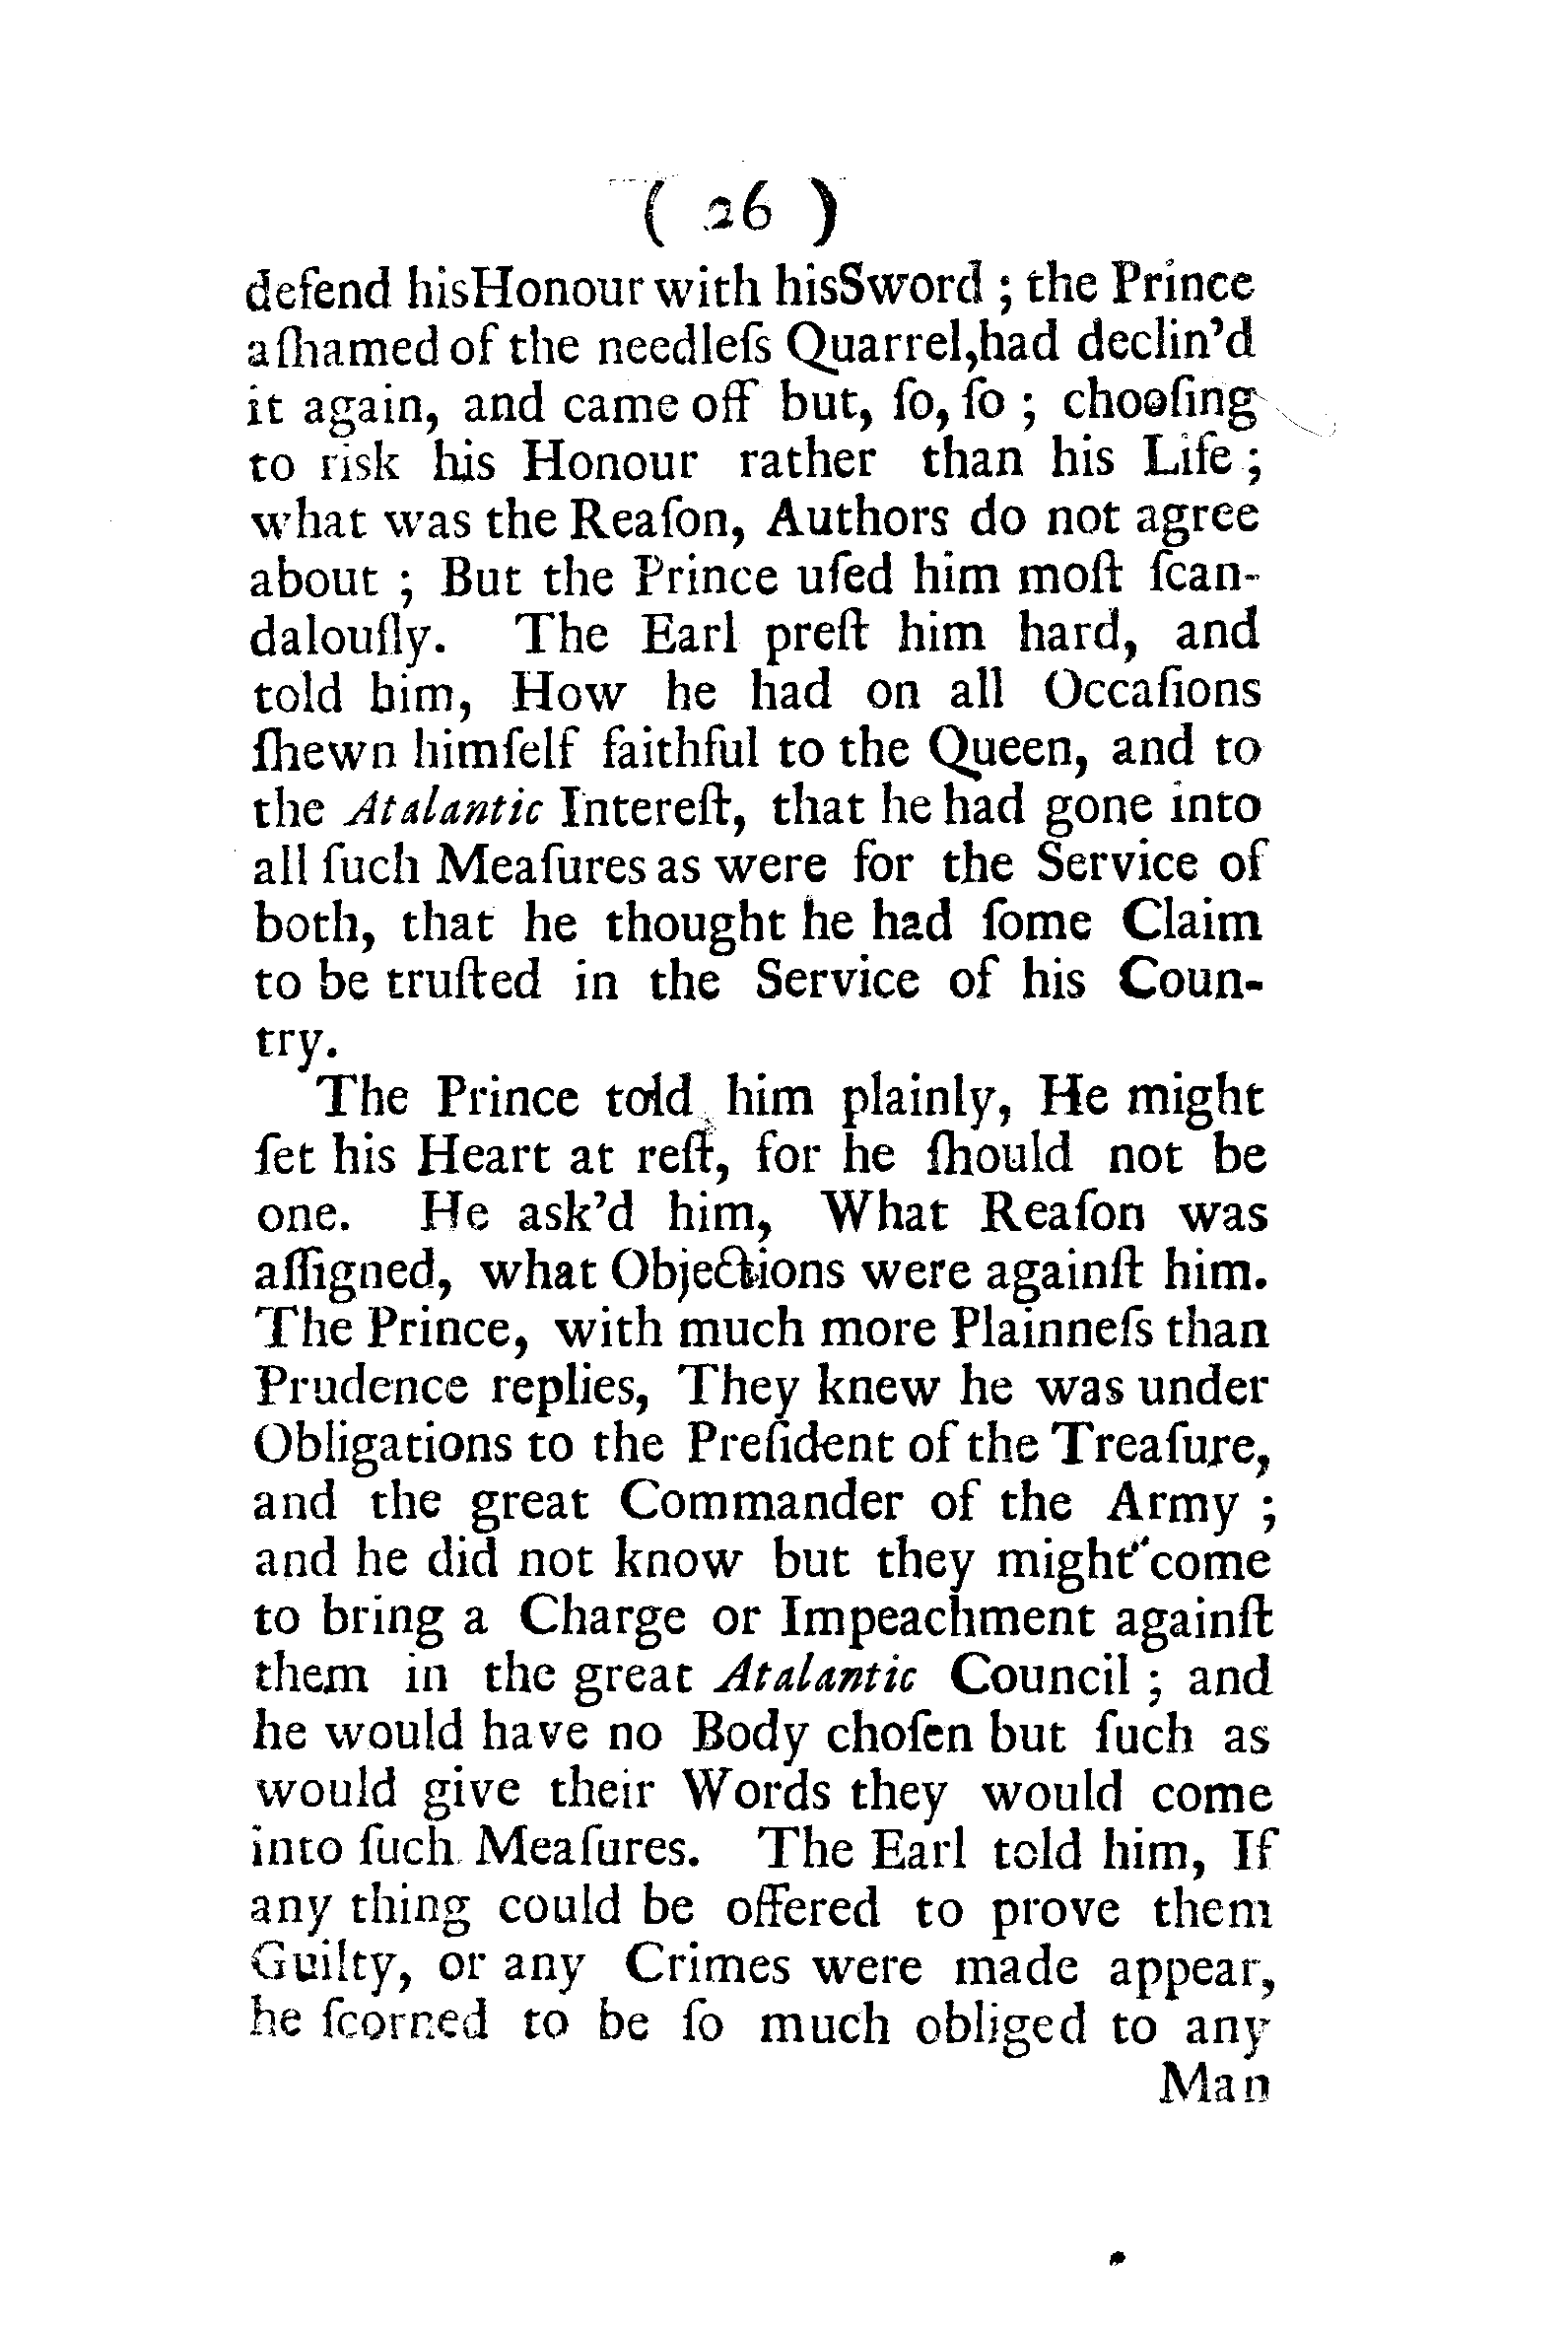 ( 26 )
defend hisHonour with hisSword ; the Prince
aſhamed of the needleſs Quarrel,had declin’d
it again, and came off but, ſo, ſo ; chooſing
to risk his Honour rather than his Life ;
what was the Reaſon, Authors do not agree
about ; But the Prince uſed him moſt ſcan-
dalouſly. The Earl preſt him hard, and
told him, How he had on all Occaſions
ſhewn himſelf faithful to the Queen, and to
the Atalantic Intereſt, that he had gone into
all ſuch Meaſures as were for the Service of
both, that he thought he had ſome Claim
to be truſted in the Service of his Coun-
try.
The Prince told him plainly, He might
ſet his Heart at reſt, for he ſhould not be
one. He ask’d him, What Reaſon was
aſſigned, what Objections were againſt him.
The Prince, with much more Plainneſs than
Prudence replies, They knew he was under
Obligations to the Preſident of the Treaſure,
and the great Commander of the Army ;
and he did not know but they might come
to bring a Charge or Impeachment againſt
them in the great Atalantic Council ; and
he would have no Body choſen but ſuch as
would give their Words they would come
into ſuch Meaſures. The Earl told him, If
any thing could be offered to prove them
Guilty, or any Crimes were made appear,
he ſcorned to be ſo much obliged to any
Man